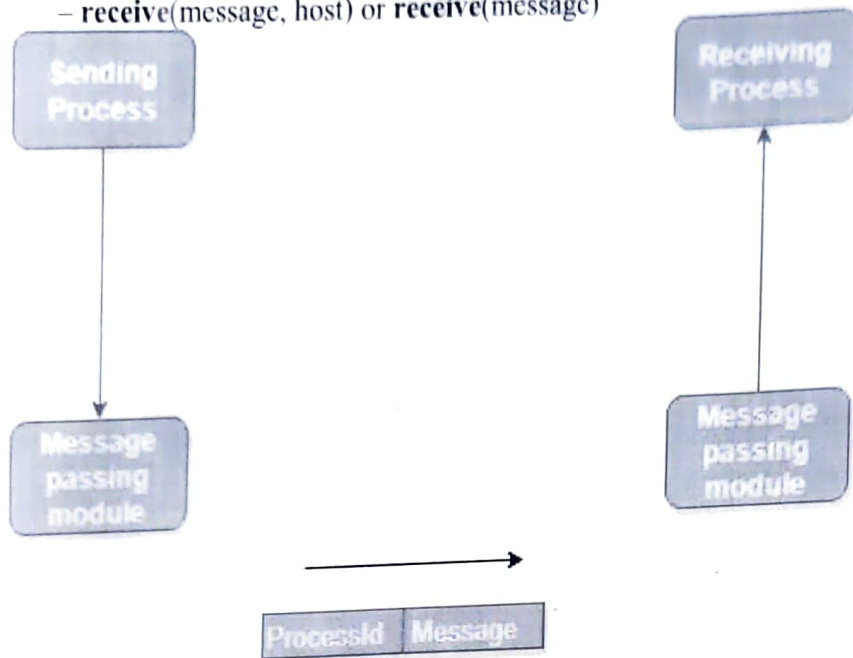 – receive(message, host) or receive(message)
Sending
Process
Receiving
Process
Message
passing
module
Message
passing
module
ProcessId Message